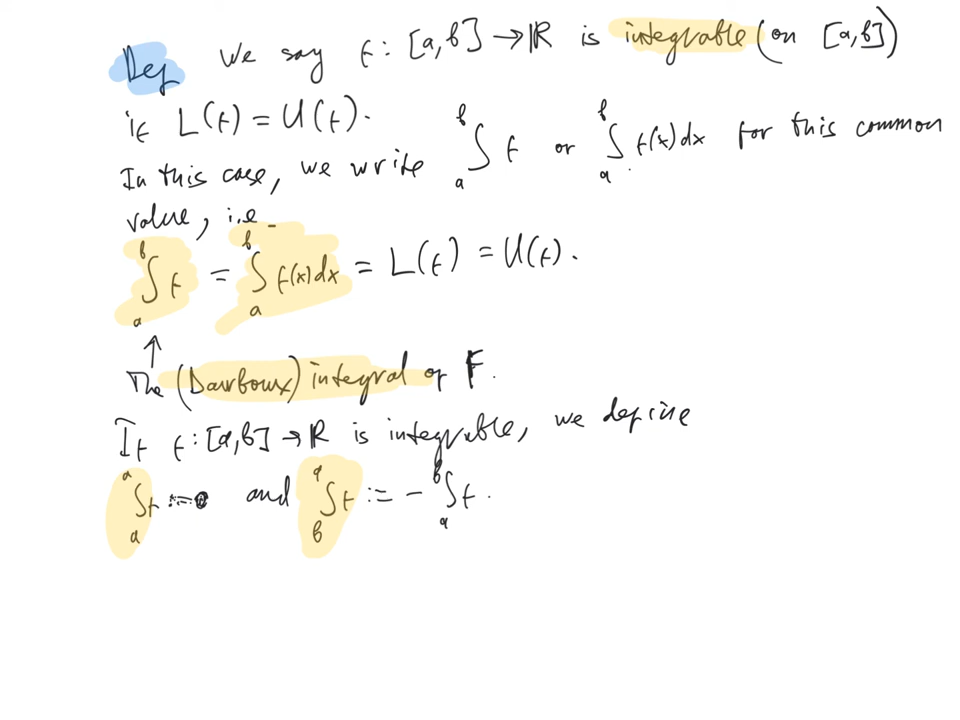 Def We say f: [a,b] → ℝ is integrable (on [a,b])
if L(f) = U(f).
In this case, we write ∫_a^b f or ∫_a^b f(x)dx for this common
value, i.e.
∫_a^b f = ∫_a^b f(x)dx = L(f) = U(f).
↑
The (Darboux) integral of F.
If f: [a,b] → ℝ is integrable, we define
∫_a^a f := 0 and ∫_b^a f := - ∫_a^b f.